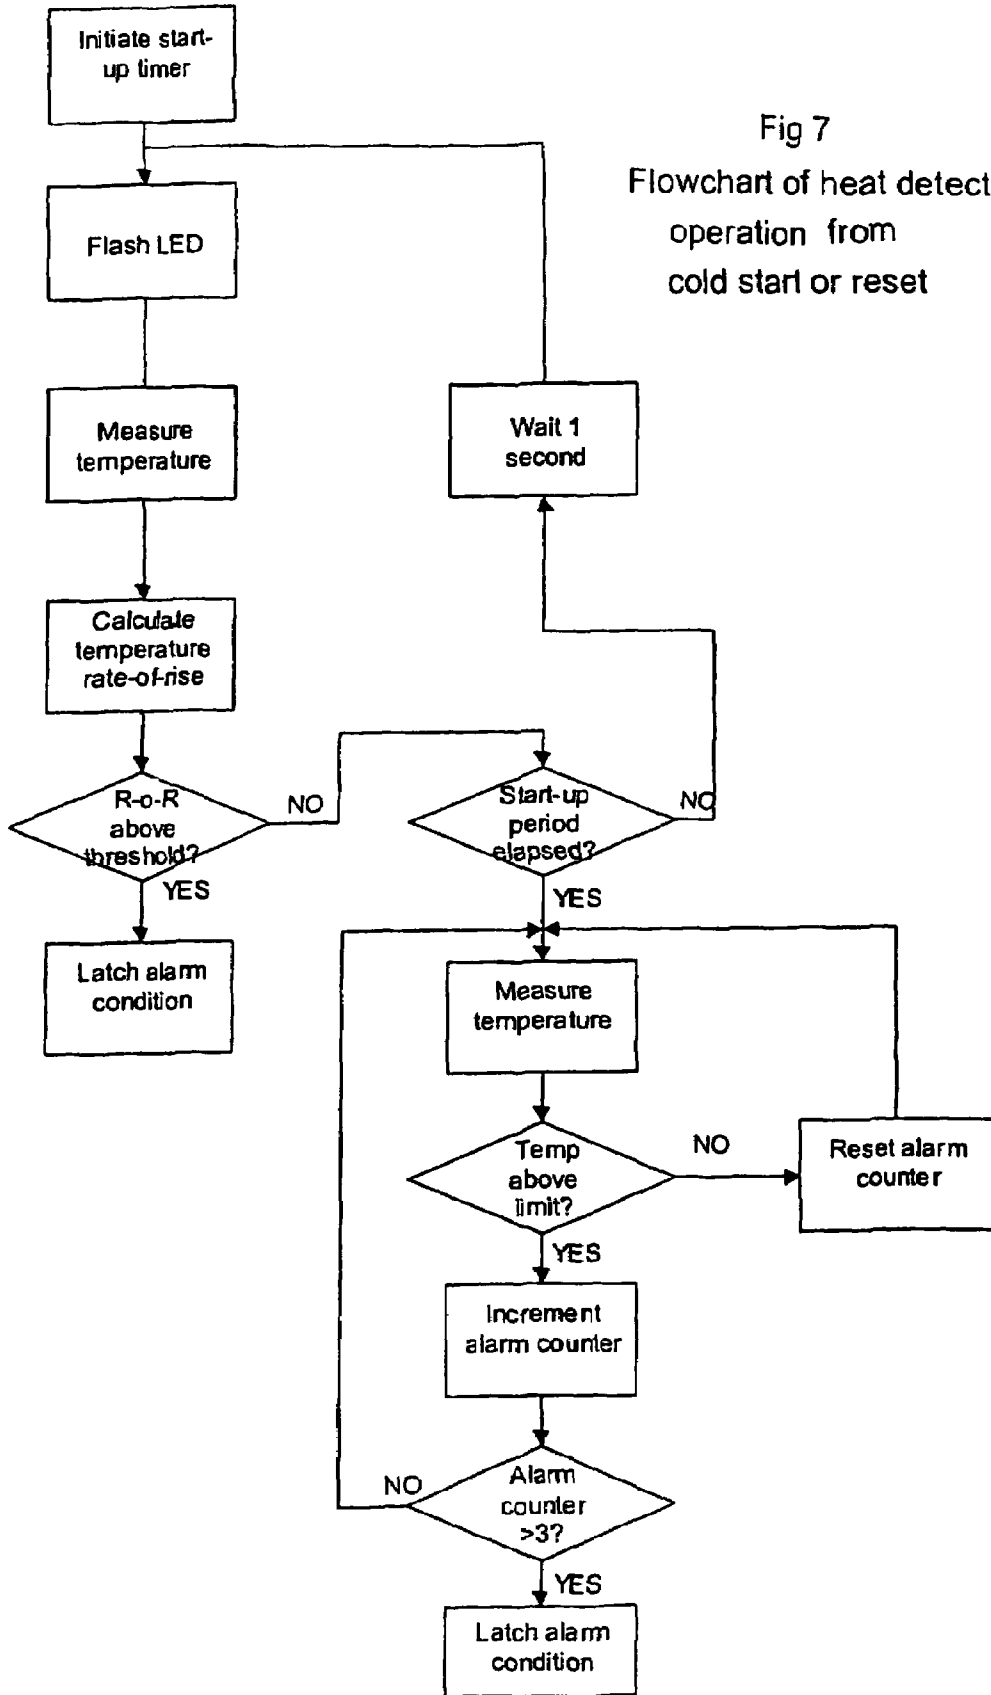 Initiate start-
up timer
Fig 7
Flowchart of heat detect
operation from
cold start or reset
Flash LED
Measure
temperature
Wait 1
second
Calculate
temperature
rate-of-rise
R-o-R
above
threshold?
NO
YES
Latch alarm
condition
Start-up
period
elapsed?
NO
YES
Measure
temperature
Temp
above
limit?
NO
Reset alarm
counter
YES
Increment
alarm counter
Alarm
counter
>3?
NO
YES
Latch alarm
condition